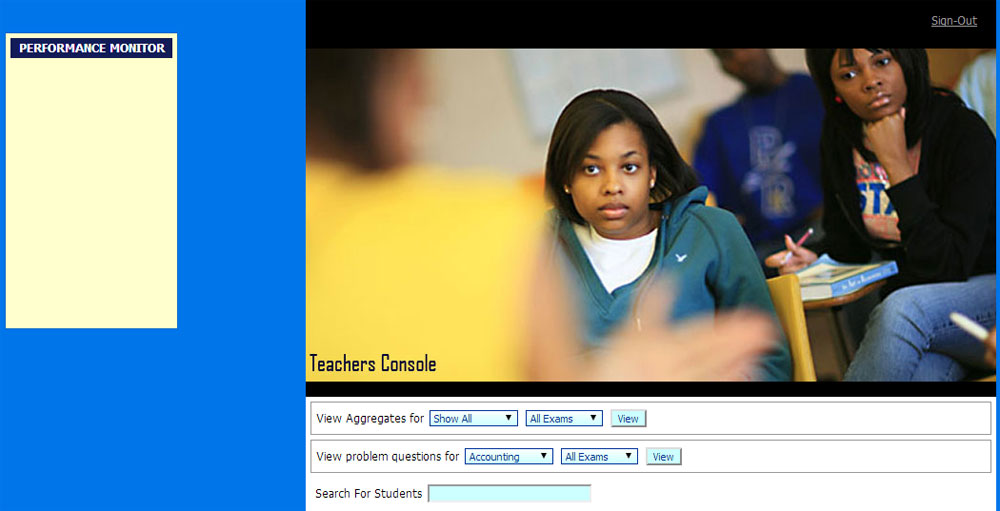 Sign-Out
PERFORMANCE MONITOR
Teachers Console
View Aggregates for Show All All Exams View
View problem questions for Accounting All Exams View
Search For Students